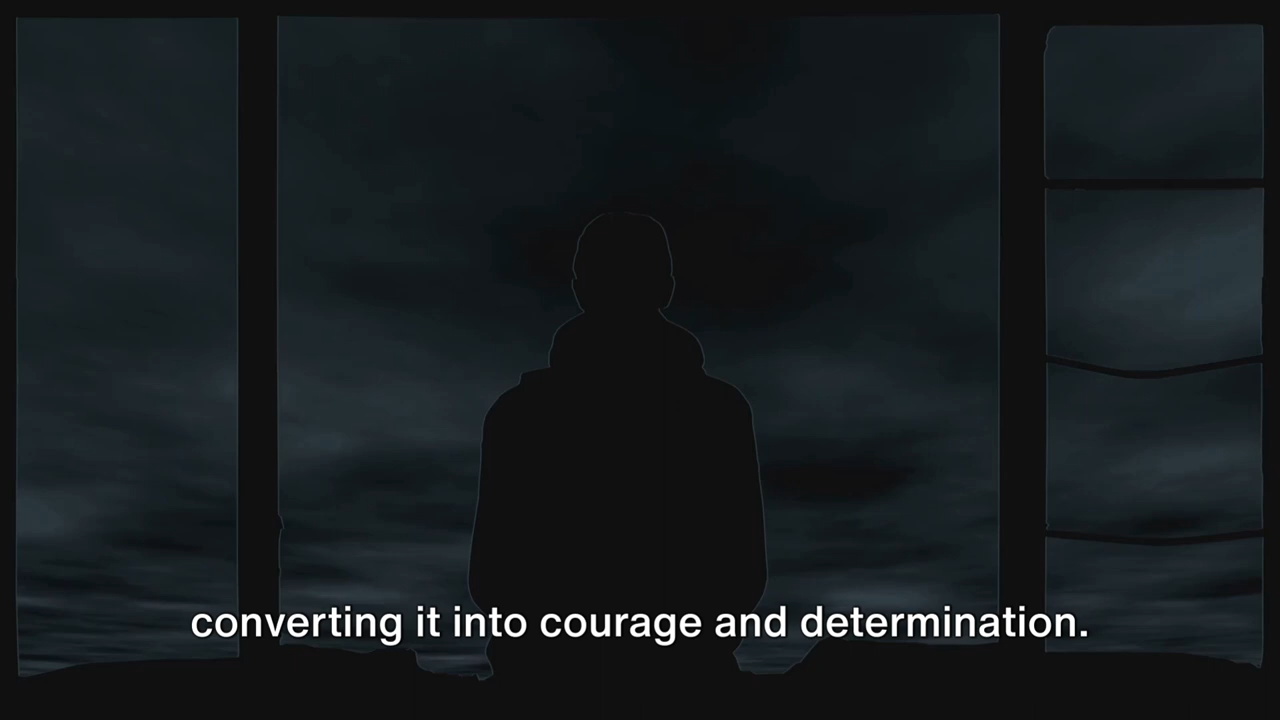 converting it into courage and determination.